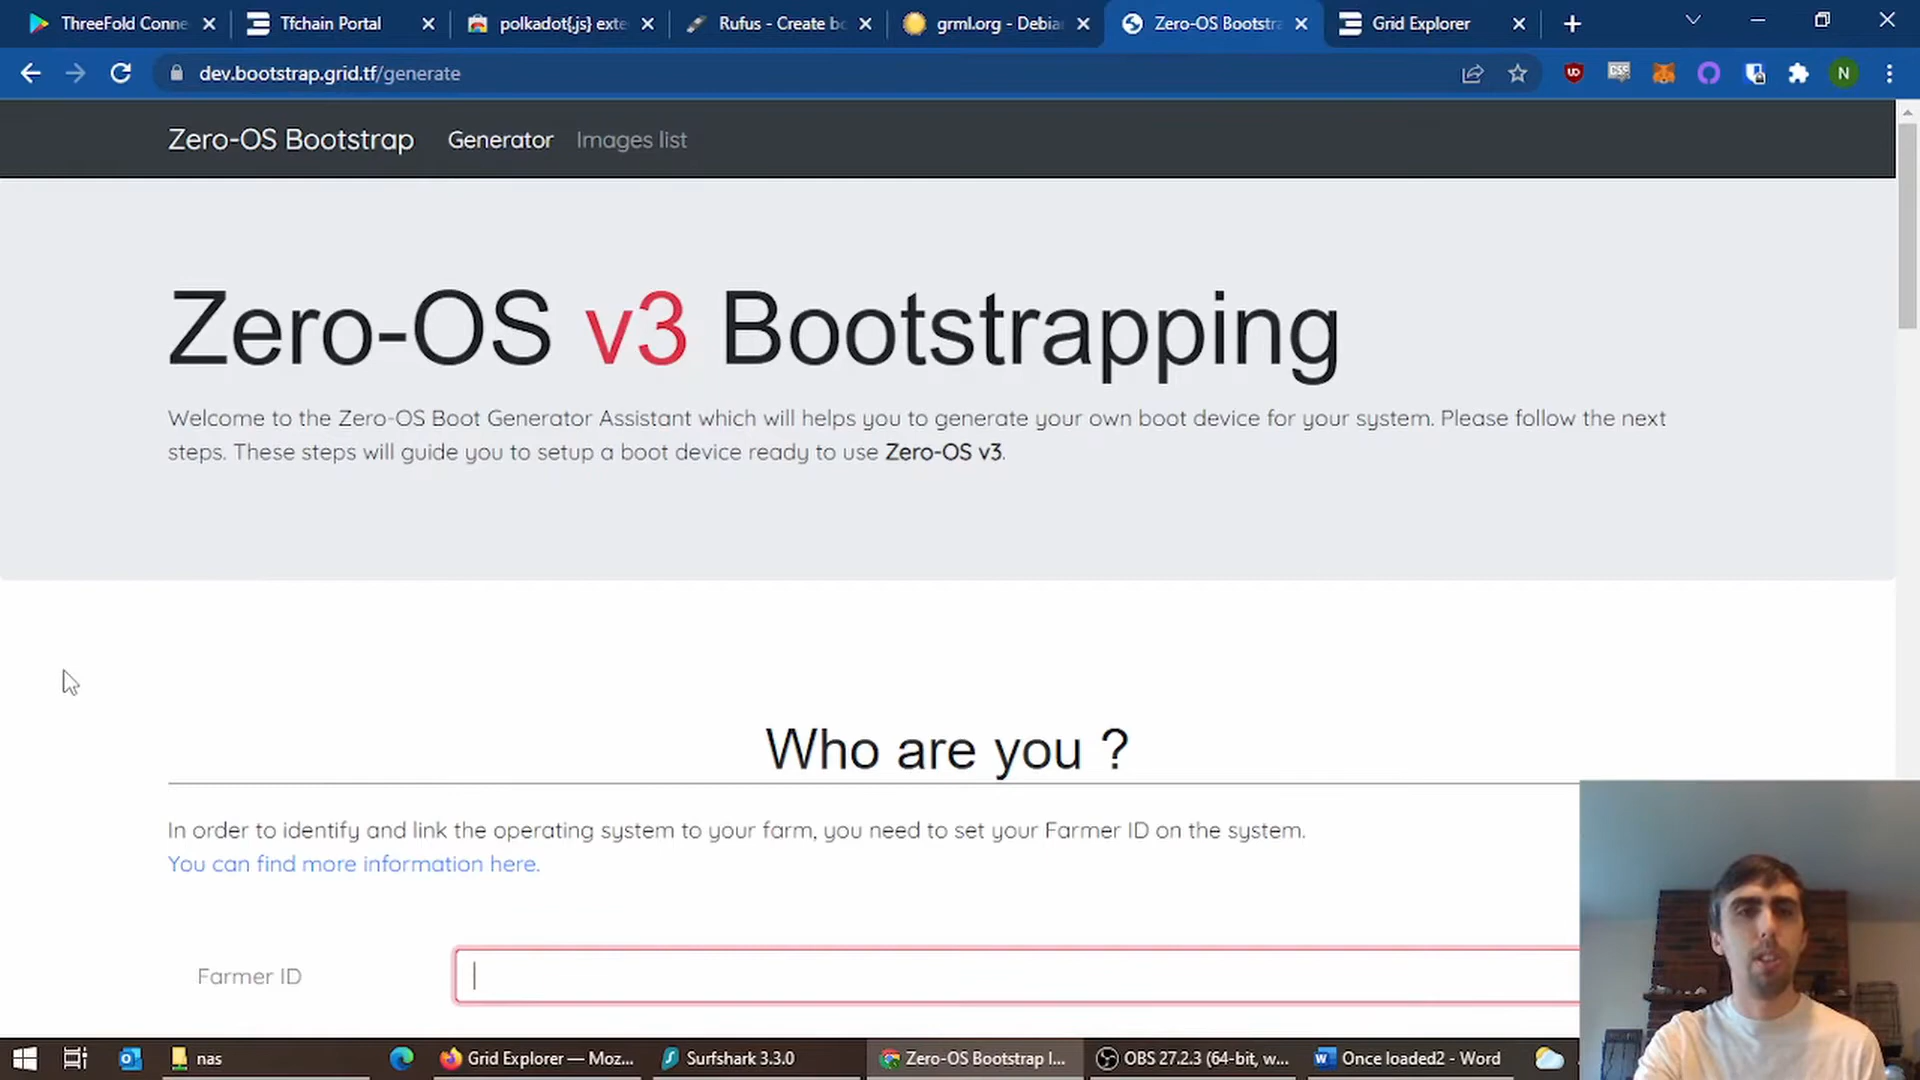 ThreeFold Conne
Tfchain Portal
polkadot{.js} exte
Rufus - Create bo
grml.org - Debia
Zero-OS Bootstra
Grid Explorer
dev.bootstrap.grid.tf/generate
N
Zero-OS Bootstrap
Generator
Images list
Zero-OS v3 Bootstrapping
Welcome to the Zero-OS Boot Generator Assistant which will helps you to generate your own boot device for your system. Please follow the next
steps. These steps will guide you to setup a boot device ready to use Zero-OS v3.
Who are you ?
In order to identify and link the operating system to your farm, you need to set your Farmer ID on the system.
You can find more information here.
Farmer ID
nas
Grid Explorer — Moz...
Surfshark 3.3.0
Zero-OS Bootstrap I...
OBS 27.2.3 (64-bit, w...
Once loaded2 - Word